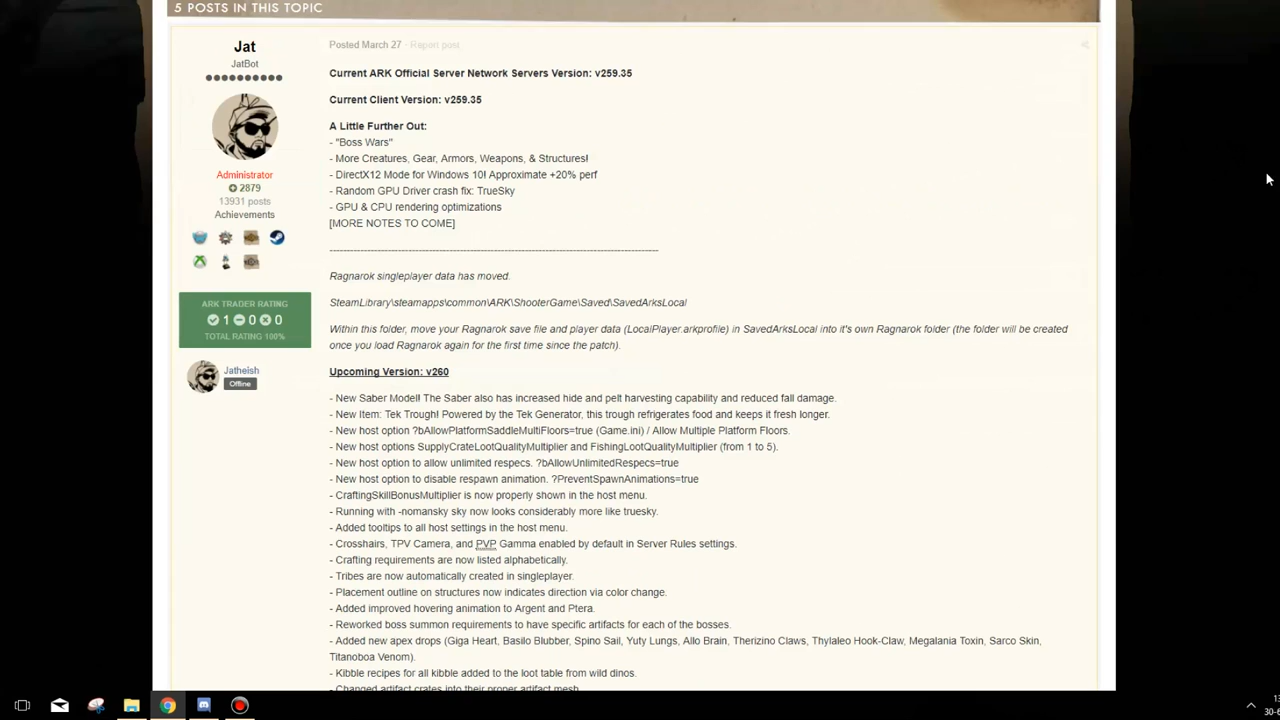 5 POSTS IN THIS TOPIC
Jat
JatBot
Administrator
2879
13931 posts
Achievements
ARK TRADER RATING
1 0 0
TOTAL RATING 100%
Jatheish
Offline
Posted March 27 · Report post
Current ARK Official Server Network Servers Version: v259.35
Current Client Version: v259.35
A Little Further Out:
- "Boss Wars"
- More Creatures, Gear, Armors, Weapons, & Structures!
- DirectX12 Mode for Windows 10! Approximate +20% perf
- Random GPU Driver crash fix: TrueSky
- GPU & CPU rendering optimizations
[MORE NOTES TO COME]
--------------------------------------------------------------------------------------
Ragnarok singleplayer data has moved.
SteamLibrary\steamapps\common\ARK\ShooterGame\Saved\SavedArksLocal
Within this folder, move your Ragnarok save file and player data (LocalPlayer.arkprofile) in SavedArksLocal into it's own Ragnarok folder (the folder will be created
once you load Ragnarok again for the first time since the patch).
Upcoming Version: v260
- New Saber Model! The Saber also has increased hide and pelt harvesting capability and reduced fall damage.
- New Item: Tek Trough! Powered by the Tek Generator, this trough refrigerates food and keeps it fresh longer.
- New host option ?bAllowPlatformSaddleMultiFloors=true (Game.ini) / Allow Multiple Platform Floors.
- New host options SupplyCrateLootQualityMultiplier and FishingLootQualityMultiplier (from 1 to 5).
- New host option to allow unlimited respecs. ?bAllowUnlimitedRespecs=true
- New host option to disable respawn animation. ?PreventSpawnAnimations=true
- CraftingSkillBonusMultiplier is now properly shown in the host menu.
- Running with -nomansky sky now looks considerably more like truesky.
- Added tooltips to all host settings in the host menu.
- Crosshairs, TPV Camera, and PVP Gamma enabled by default in Server Rules settings.
- Crafting requirements are now listed alphabetically.
- Tribes are now automatically created in singleplayer.
- Placement outline on structures now indicates direction via color change.
- Added improved hovering animation to Argent and Ptera.
- Reworked boss summon requirements to have specific artifacts for each of the bosses.
- Added new apex drops (Giga Heart, Basilo Blubber, Spino Sail, Yuty Lungs, Allo Brain, Therizino Claws, Thylaleo Hook-Claw, Megalania Toxin, Sarco Skin,
Titanoboa Venom).
- Kibble recipes for all kibble added to the loot table from wild dinos.
- Changed artifact crates into their proper artifact mesh.